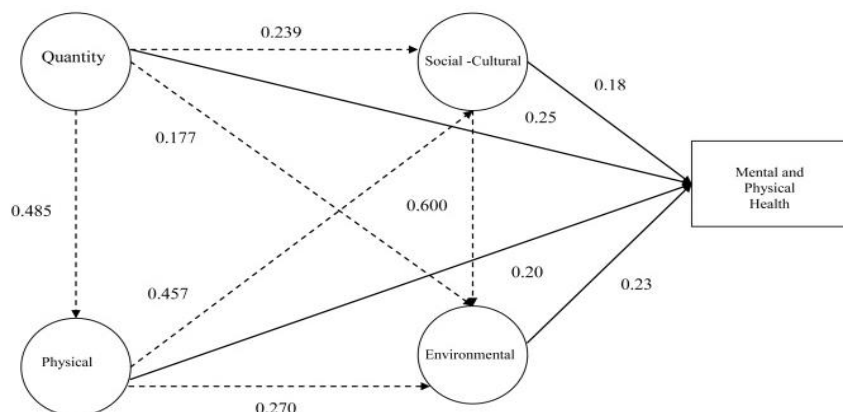 0.239
Quantity
Social -Cultural
0.18
0.25
0.177
Mental and
Physical
Health
0.485
0.600
0.457
0.20
0.23
Physical
Environmental
0.270